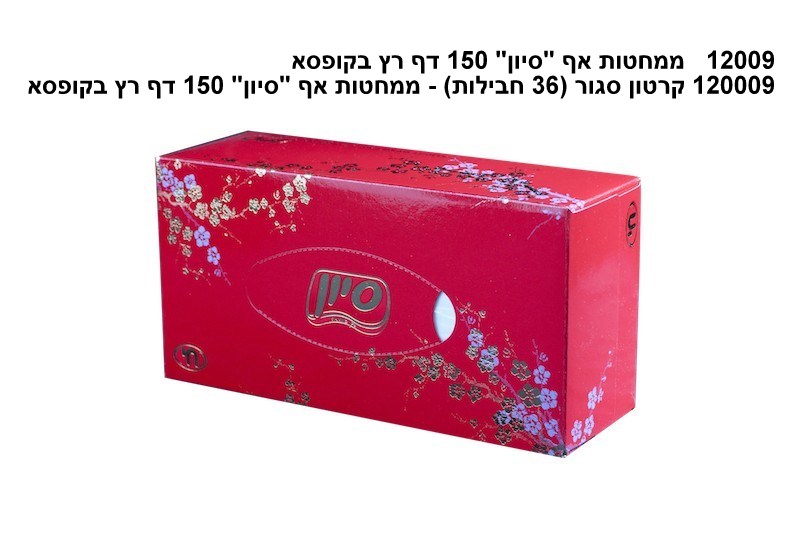 12009 ממחטות אף "סיון" 150 דף רץ בקופסא
120009 קרטון סגור (36 חבילות) - ממחטות אף "סיון" 150 דף רץ בקופסא
סיון